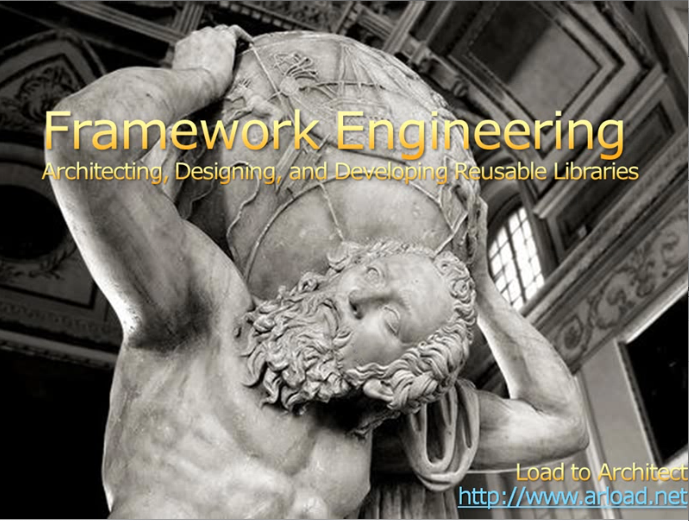 Framework Engineering
Architecting, Designing, and Developing Reusable Libraries
Load to Architect
http://www.arload.net